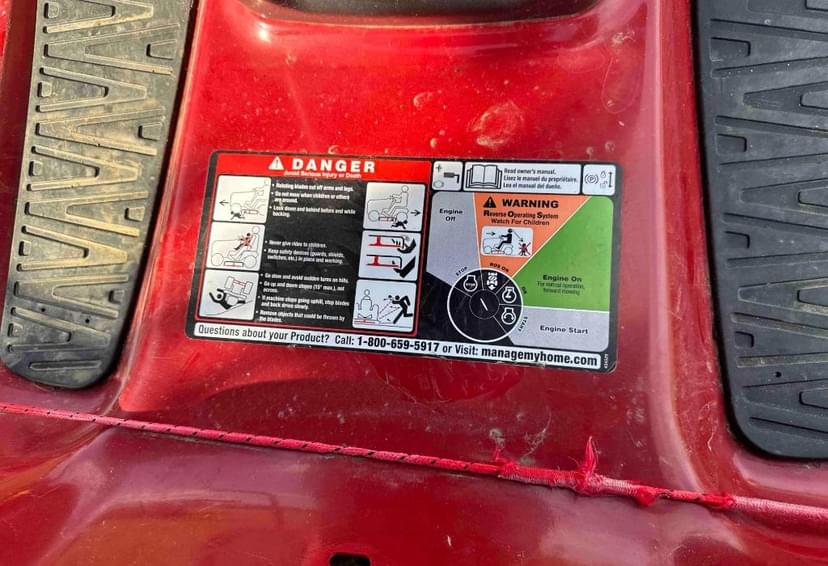 DANGER
Avoid Serious Injury or Death
• Rotating blades cut off arms and legs.
• Do not mow when children or others
are around.
• Look down and behind before and while
backing.
• Never give rides to children.
• Keep safety devices (guards, shields,
switches, etc.) in place and working.
• Go slow and avoid sudden turns on hills.
• Go up and down slopes (15° max.), not
across.
• If machine stops going uphill, stop blades
and back drive slowly.
• Remove objects that could be thrown by
the blades.
Read owner's manual.
Lisez le manuel du propriétaire.
Lea el manual del dueño.
Engine
Off
WARNING
Reverse Operating System
Watch For Children
Engine On
For normal operation,
forward mowing
Engine Start
STOP
ROS ON
ON
START
STOP
Questions about your Product? Call: 1-800-659-5917 or Visit: managemyhome.com